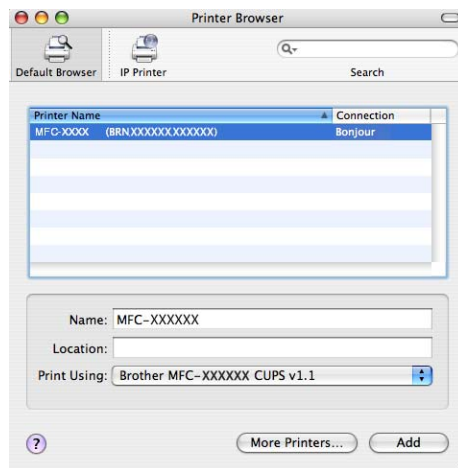 Printer Browser
Default Browser
IP Printer
Search
Printer Name Connection
MFC-XXXX (BRNXXXXXXXXXXXX) Bonjour
Name: MFC-XXXXXX
Location:
Print Using: Brother MFC-XXXXXX CUPS v1.1
? More Printers... Add